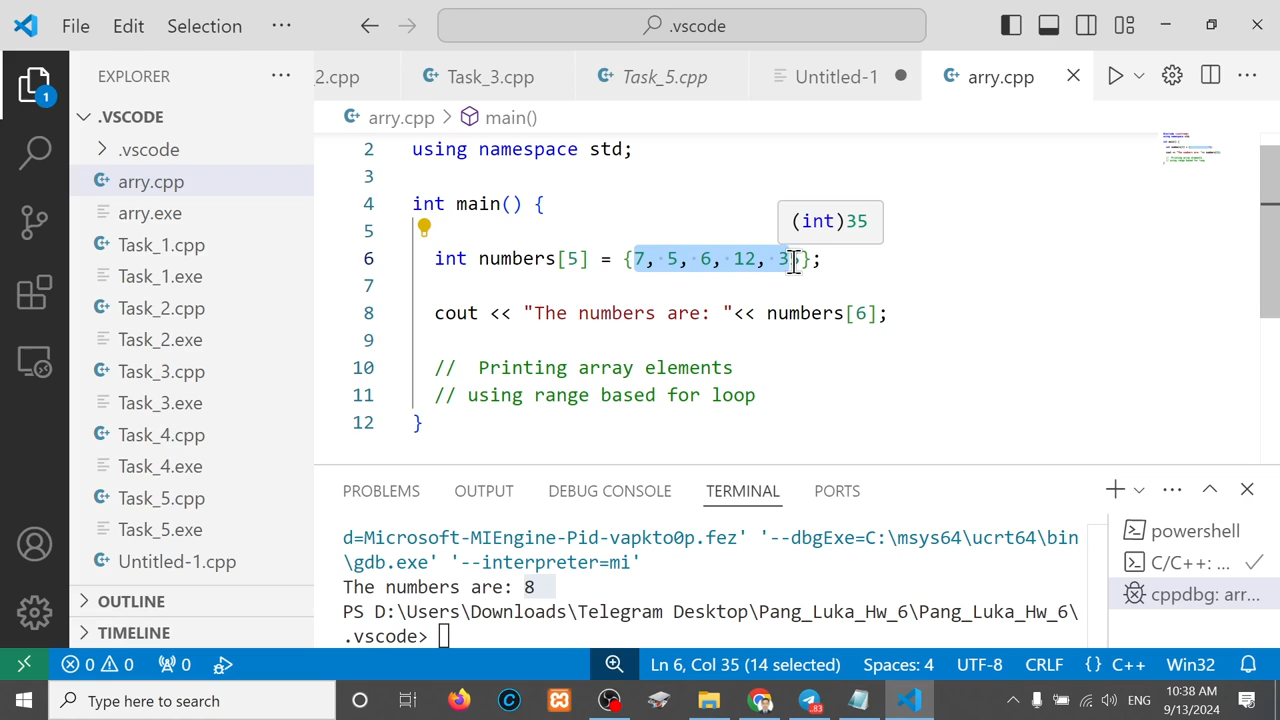 File Edit Selection ··· .vscode
EXPLORER ···
2.cpp Task_3.cpp Task_5.cpp Untitled-1 arry.cpp
.VSCODE
arry.cpp > main()
.vscode
arry.cpp
arry.exe
Task_1.cpp
Task_1.exe
Task_2.cpp
Task_2.exe
Task_3.cpp
Task_3.exe
Task_4.cpp
Task_4.exe
Task_5.cpp
Task_5.exe
Untitled-1.cpp
OUTLINE
TIMELINE
1
2 using namespace std;
3
4 int main() {
5
(int)35
6 int numbers[5] = {7, 5, 6, 12, 35};
7
8 cout << "The numbers are: "<< numbers[6];
9
10 //  Printing array elements
11 // using range based for loop
12 }
PROBLEMS OUTPUT DEBUG CONSOLE TERMINAL PORTS
d=Microsoft-MIEngine-Pid-vapkto0p.fez' '--dbgExe=C:\msys64\ucrt64\bin
\gdb.exe' '--interpreter=mi'
The numbers are: 8
PS D:\Users\Downloads\Telegram Desktop\Pang_Luka_Hw_6\Pang_Luka_Hw_6\
.vscode>
powershell
C/C++: ...
cppdbg: arr...
0 0 0 Ln 6, Col 35 (14 selected) Spaces: 4 UTF-8 CRLF {} C++ Win32
Type here to search
83
ENG
10:38 AM
9/13/2024